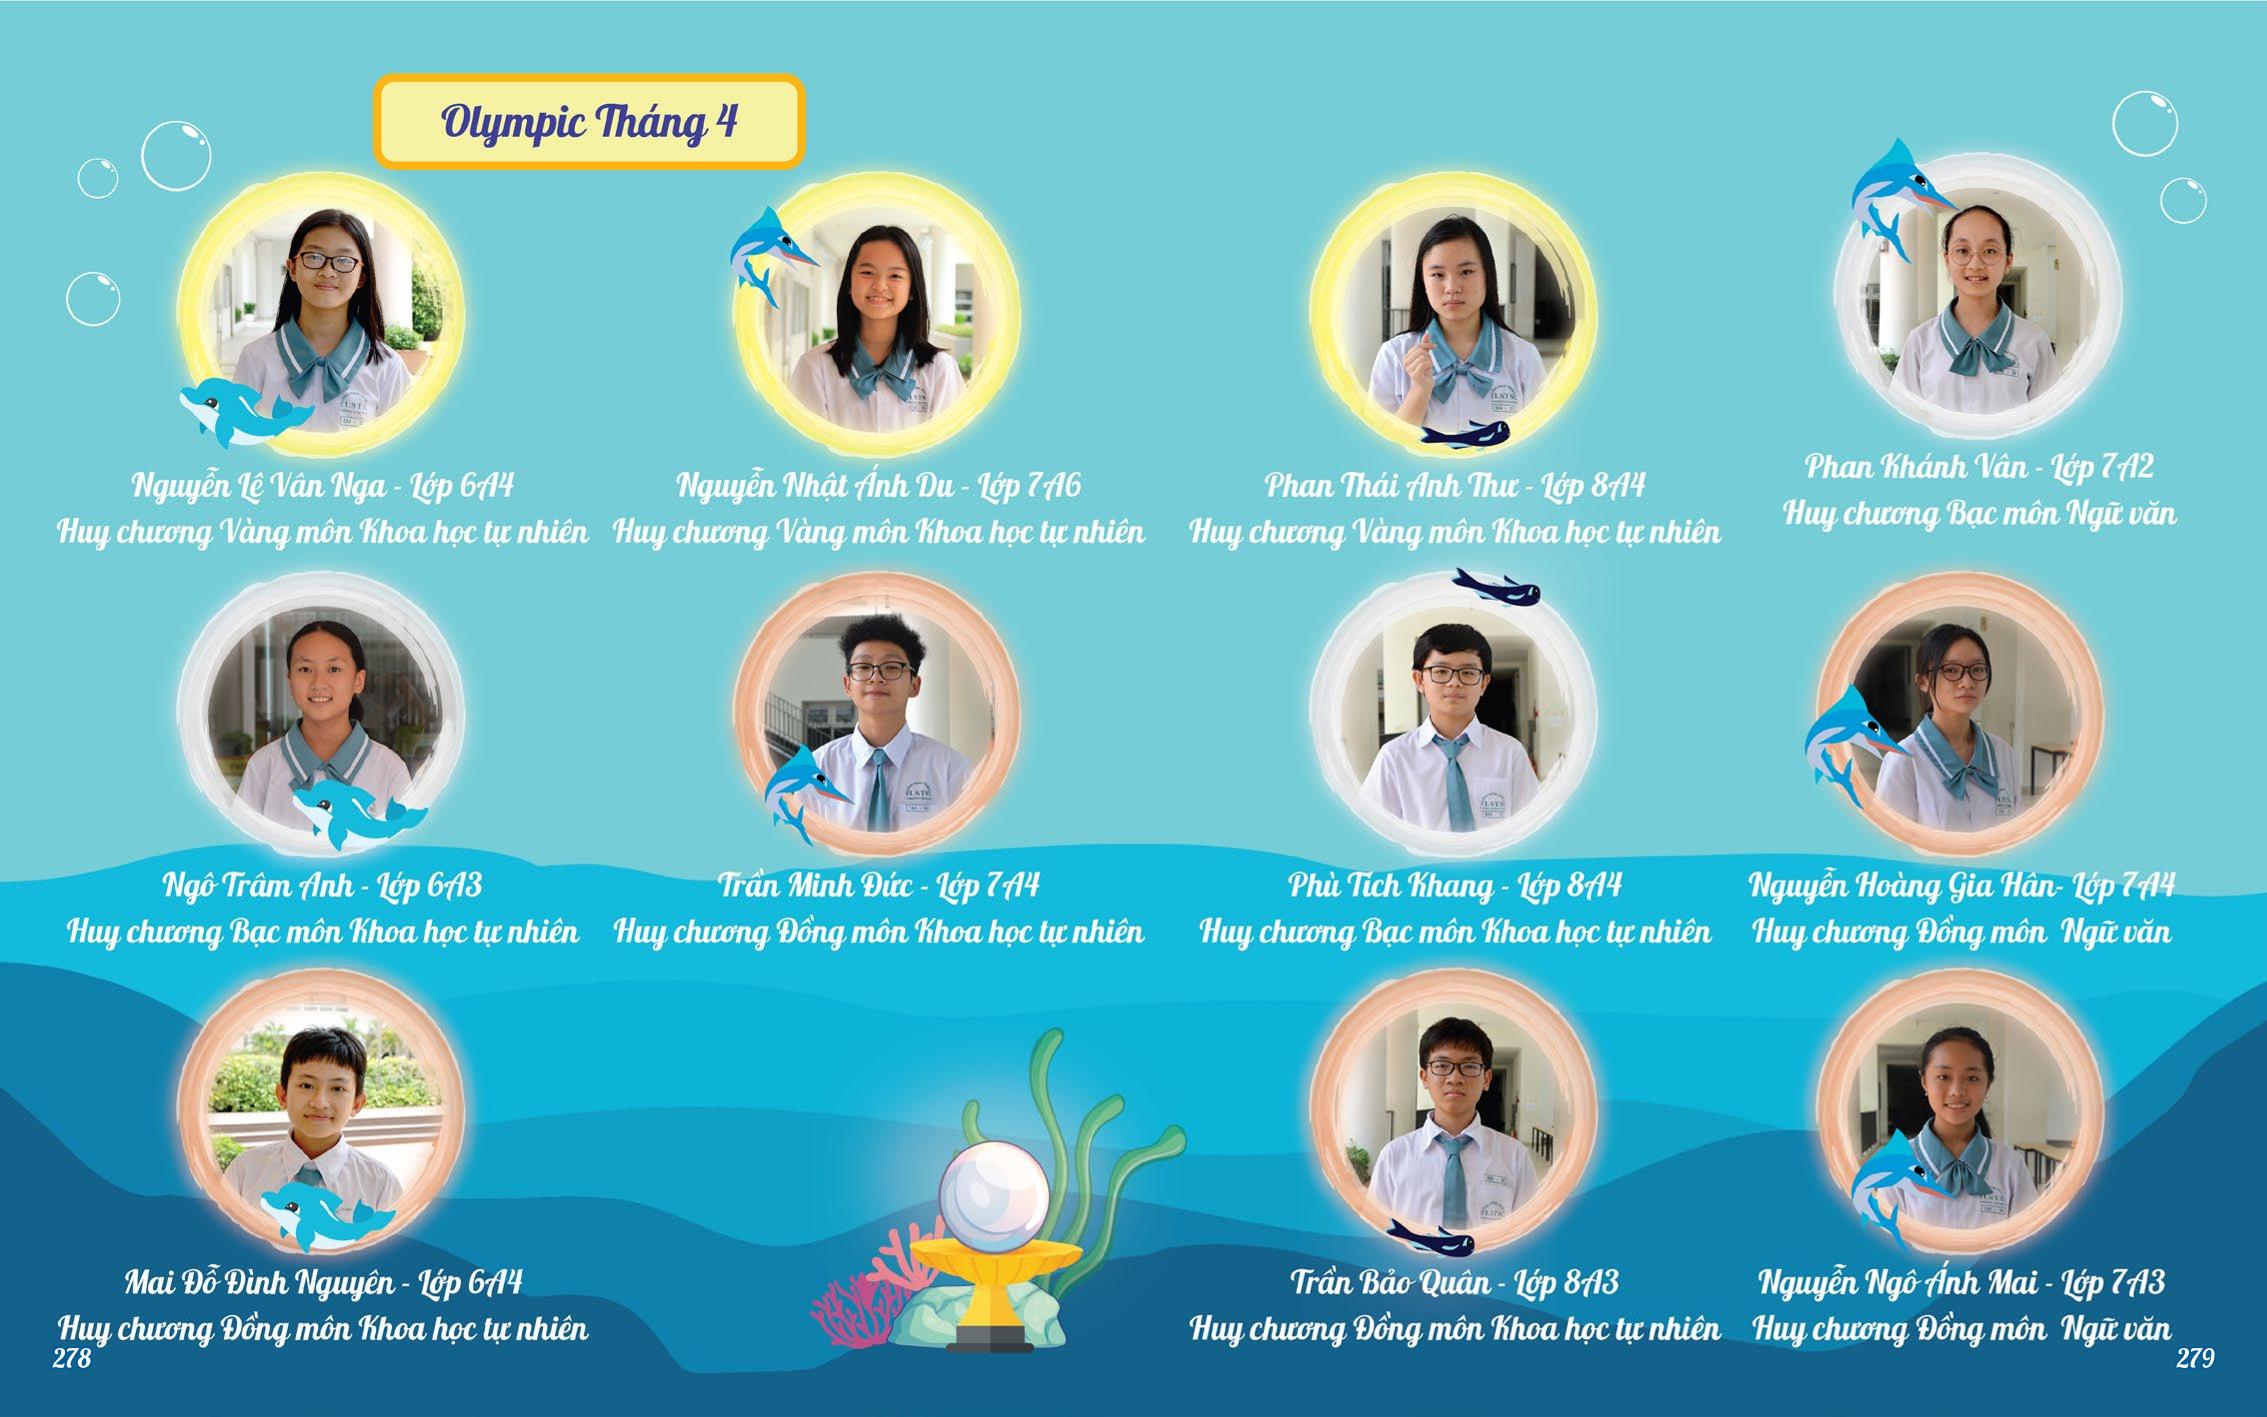 Olympic Tháng 4
Nguyễn Lê Vân Nga - Lớp 6A4
Huy chương Vàng môn Khoa học tự nhiên
Nguyễn Nhật Ánh Du - Lớp 7A6
Huy chương Vàng môn Khoa học tự nhiên
Phan Thái Anh Thư - Lớp 8A4
Huy chương Vàng môn Khoa học tự nhiên
Phan Khánh Vân - Lớp 7A2
Huy chương Bạc môn Ngữ văn
Ngô Trâm Anh - Lớp 6A3
Huy chương Bạc môn Khoa học tự nhiên
Trần Minh Đức - Lớp 7A4
Huy chương Đồng môn Khoa học tự nhiên
Phù Tích Khang - Lớp 8A4
Huy chương Bạc môn Khoa học tự nhiên
Nguyễn Hoàng Gia Hân- Lớp 7A4
Huy chương Đồng môn  Ngữ văn
Mai Đỗ Đình Nguyên - Lớp 6A4
Huy chương Đồng môn Khoa học tự nhiên
Trần Bảo Quân - Lớp 8A3
Huy chương Đồng môn Khoa học tự nhiên
Nguyễn Ngô Ánh Mai - Lớp 7A3
Huy chương Đồng môn  Ngữ văn
278
279